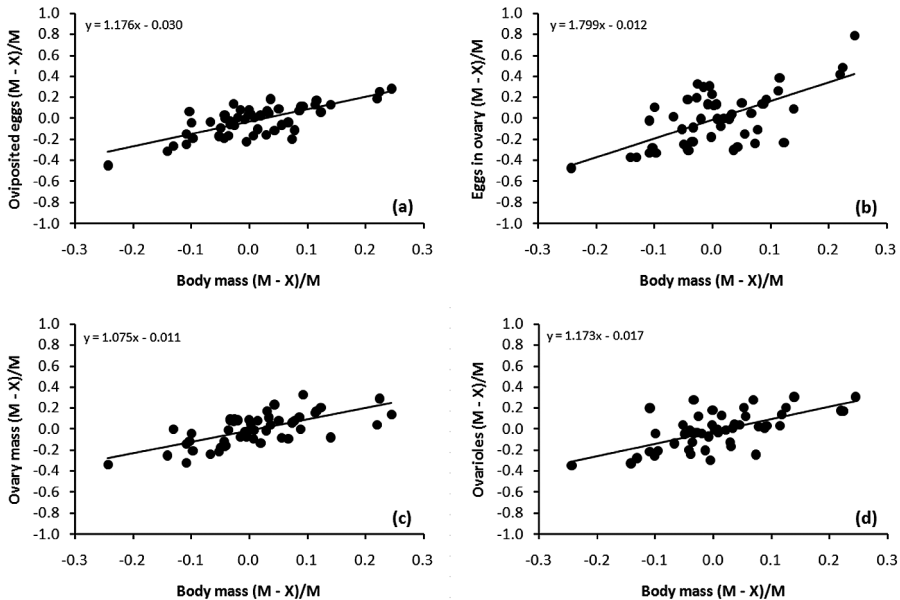 y = 1.176x - 0.030
1.0
0.8
0.6
0.4
0.2
0.0
-0.2
-0.4
-0.6
-0.8
-1.0
Oviposited eggs (M - X)/M
(a)
-0.3 -0.2 -0.1 0.0 0.1 0.2 0.3
Body mass (M - X)/M
y = 1.799x - 0.012
1.0
0.8
0.6
0.4
0.2
0.0
-0.2
-0.4
-0.6
-0.8
-1.0
Eggs in ovary (M - X)/M
(b)
-0.3 -0.2 -0.1 0.0 0.1 0.2 0.3
Body mass (M - X)/M
y = 1.075x - 0.011
1.0
0.8
0.6
0.4
0.2
0.0
-0.2
-0.4
-0.6
-0.8
-1.0
Ovary mass (M - X)/M
(c)
-0.3 -0.2 -0.1 0.0 0.1 0.2 0.3
Body mass (M - X)/M
y = 1.173x - 0.017
1.0
0.8
0.6
0.4
0.2
0.0
-0.2
-0.4
-0.6
-0.8
-1.0
Ovarioles (M - X)/M
(d)
-0.3 -0.2 -0.1 0.0 0.1 0.2 0.3
Body mass (M - X)/M